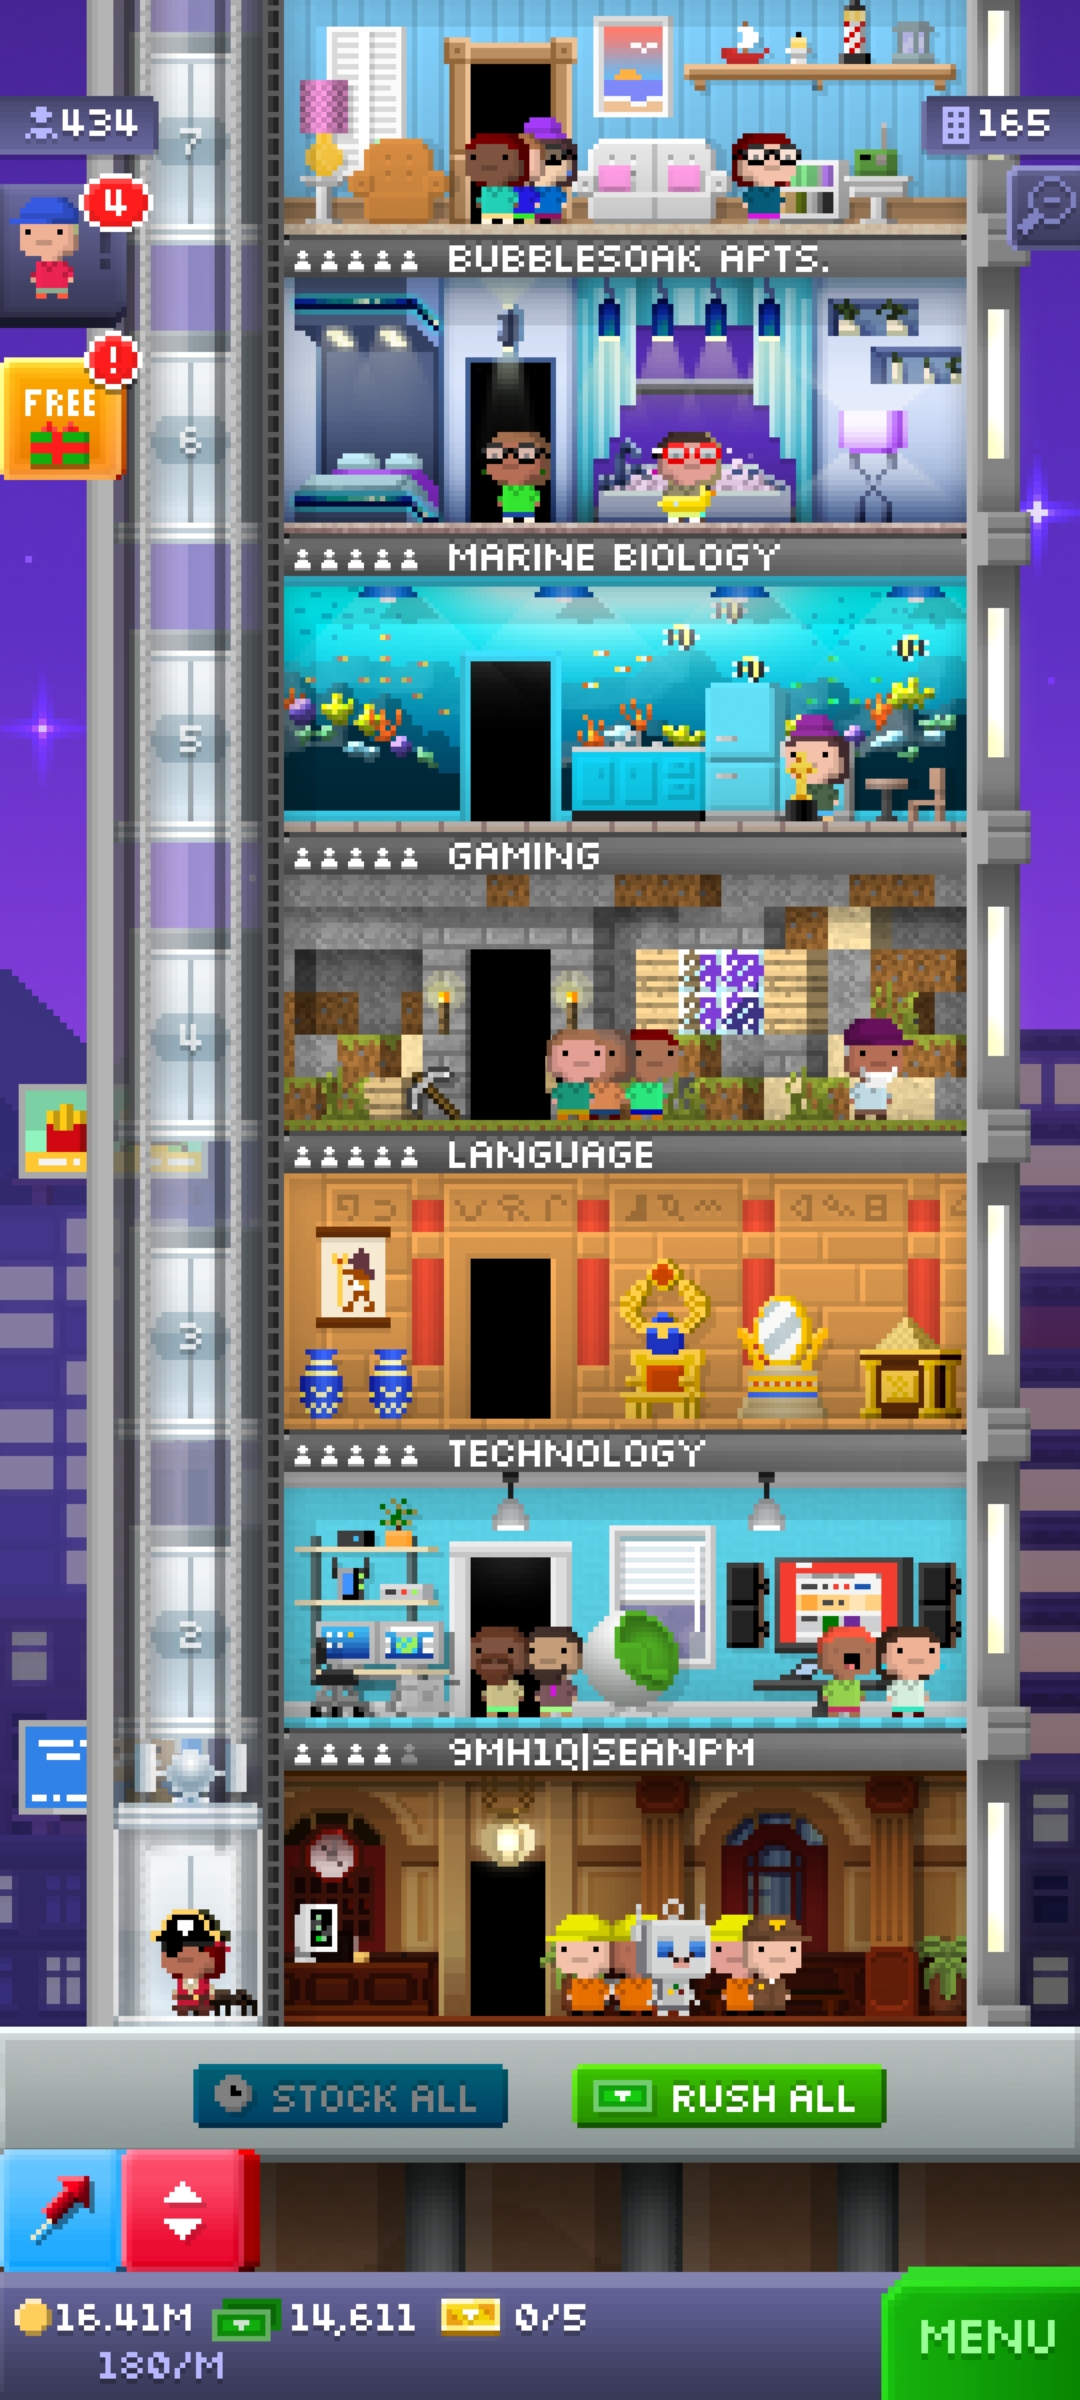 7
434
165
4
BUBBLESOAK APTS.
FREE
!
6
MARINE BIOLOGY
5
GAMING
4
LANGUAGE
3
TECHNOLOGY
2
9MH1Q|SEANPM
STOCK ALL
RUSH ALL
16.41M
14,611
0/5
180/M
MENU